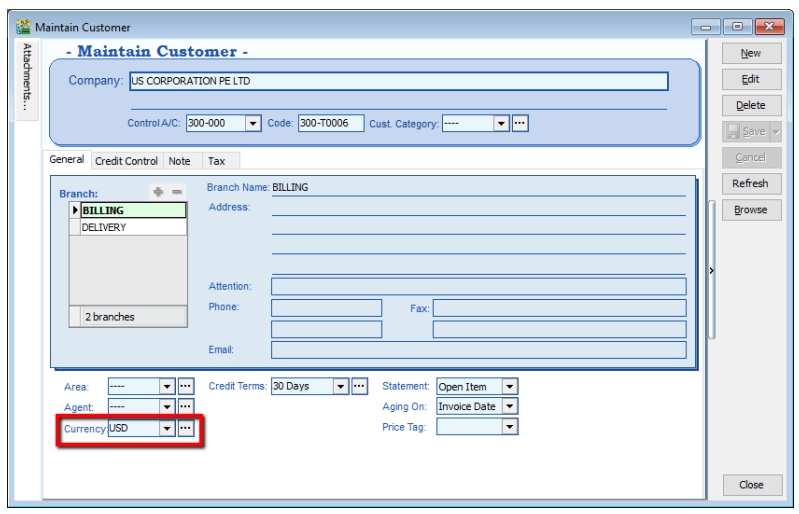 Maintain Customer
Attachments...
- Maintain Customer -
Company: US CORPORATION PE LTD
Control A/C: 300-000 Code: 300-T0006 Cust. Category: ----
General Credit Control Note Tax
Branch:
BILLING
DELIVERY
2 branches
Branch Name: BILLING
Address:
Attention:
Phone: Fax:
Email:
Area: ---- Credit Terms: 30 Days Statement: Open Item
Agent: ---- Aging On: Invoice Date
Currency: USD Price Tag:
New
Edit
Delete
Save
Cancel
Refresh
Browse
Close